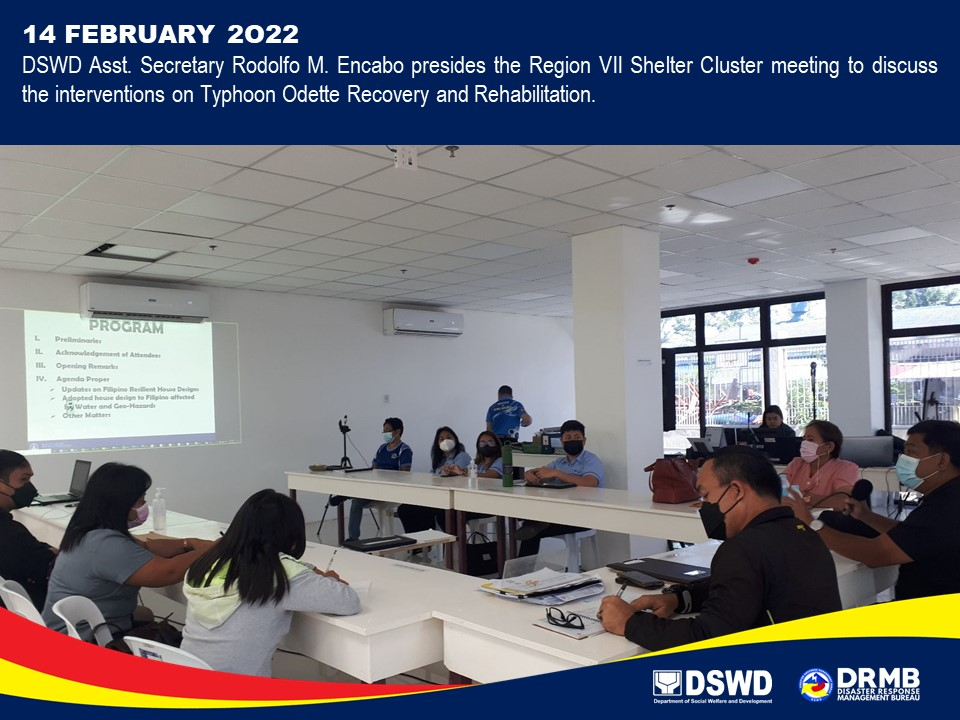 14 FEBRUARY 2022
DSWD Asst. Secretary Rodolfo M. Encabo presides the Region VII Shelter Cluster meeting to discuss
the interventions on Typhoon Odette Recovery and Rehabilitation.
PROGRAM
I. Preliminaries
II. Acknowledgement of Attendees
III. Opening Remarks
IV. Agenda Proper
➢ Updates on Filipino Resilient House Designs
➢ Adopted house design to Filipino affected
by Water and Geo-Hazards
➢ Other Matters
DSWD
Department of Social Welfare and Development
DRMB
DISASTER RESPONSE
MANAGEMENT BUREAU